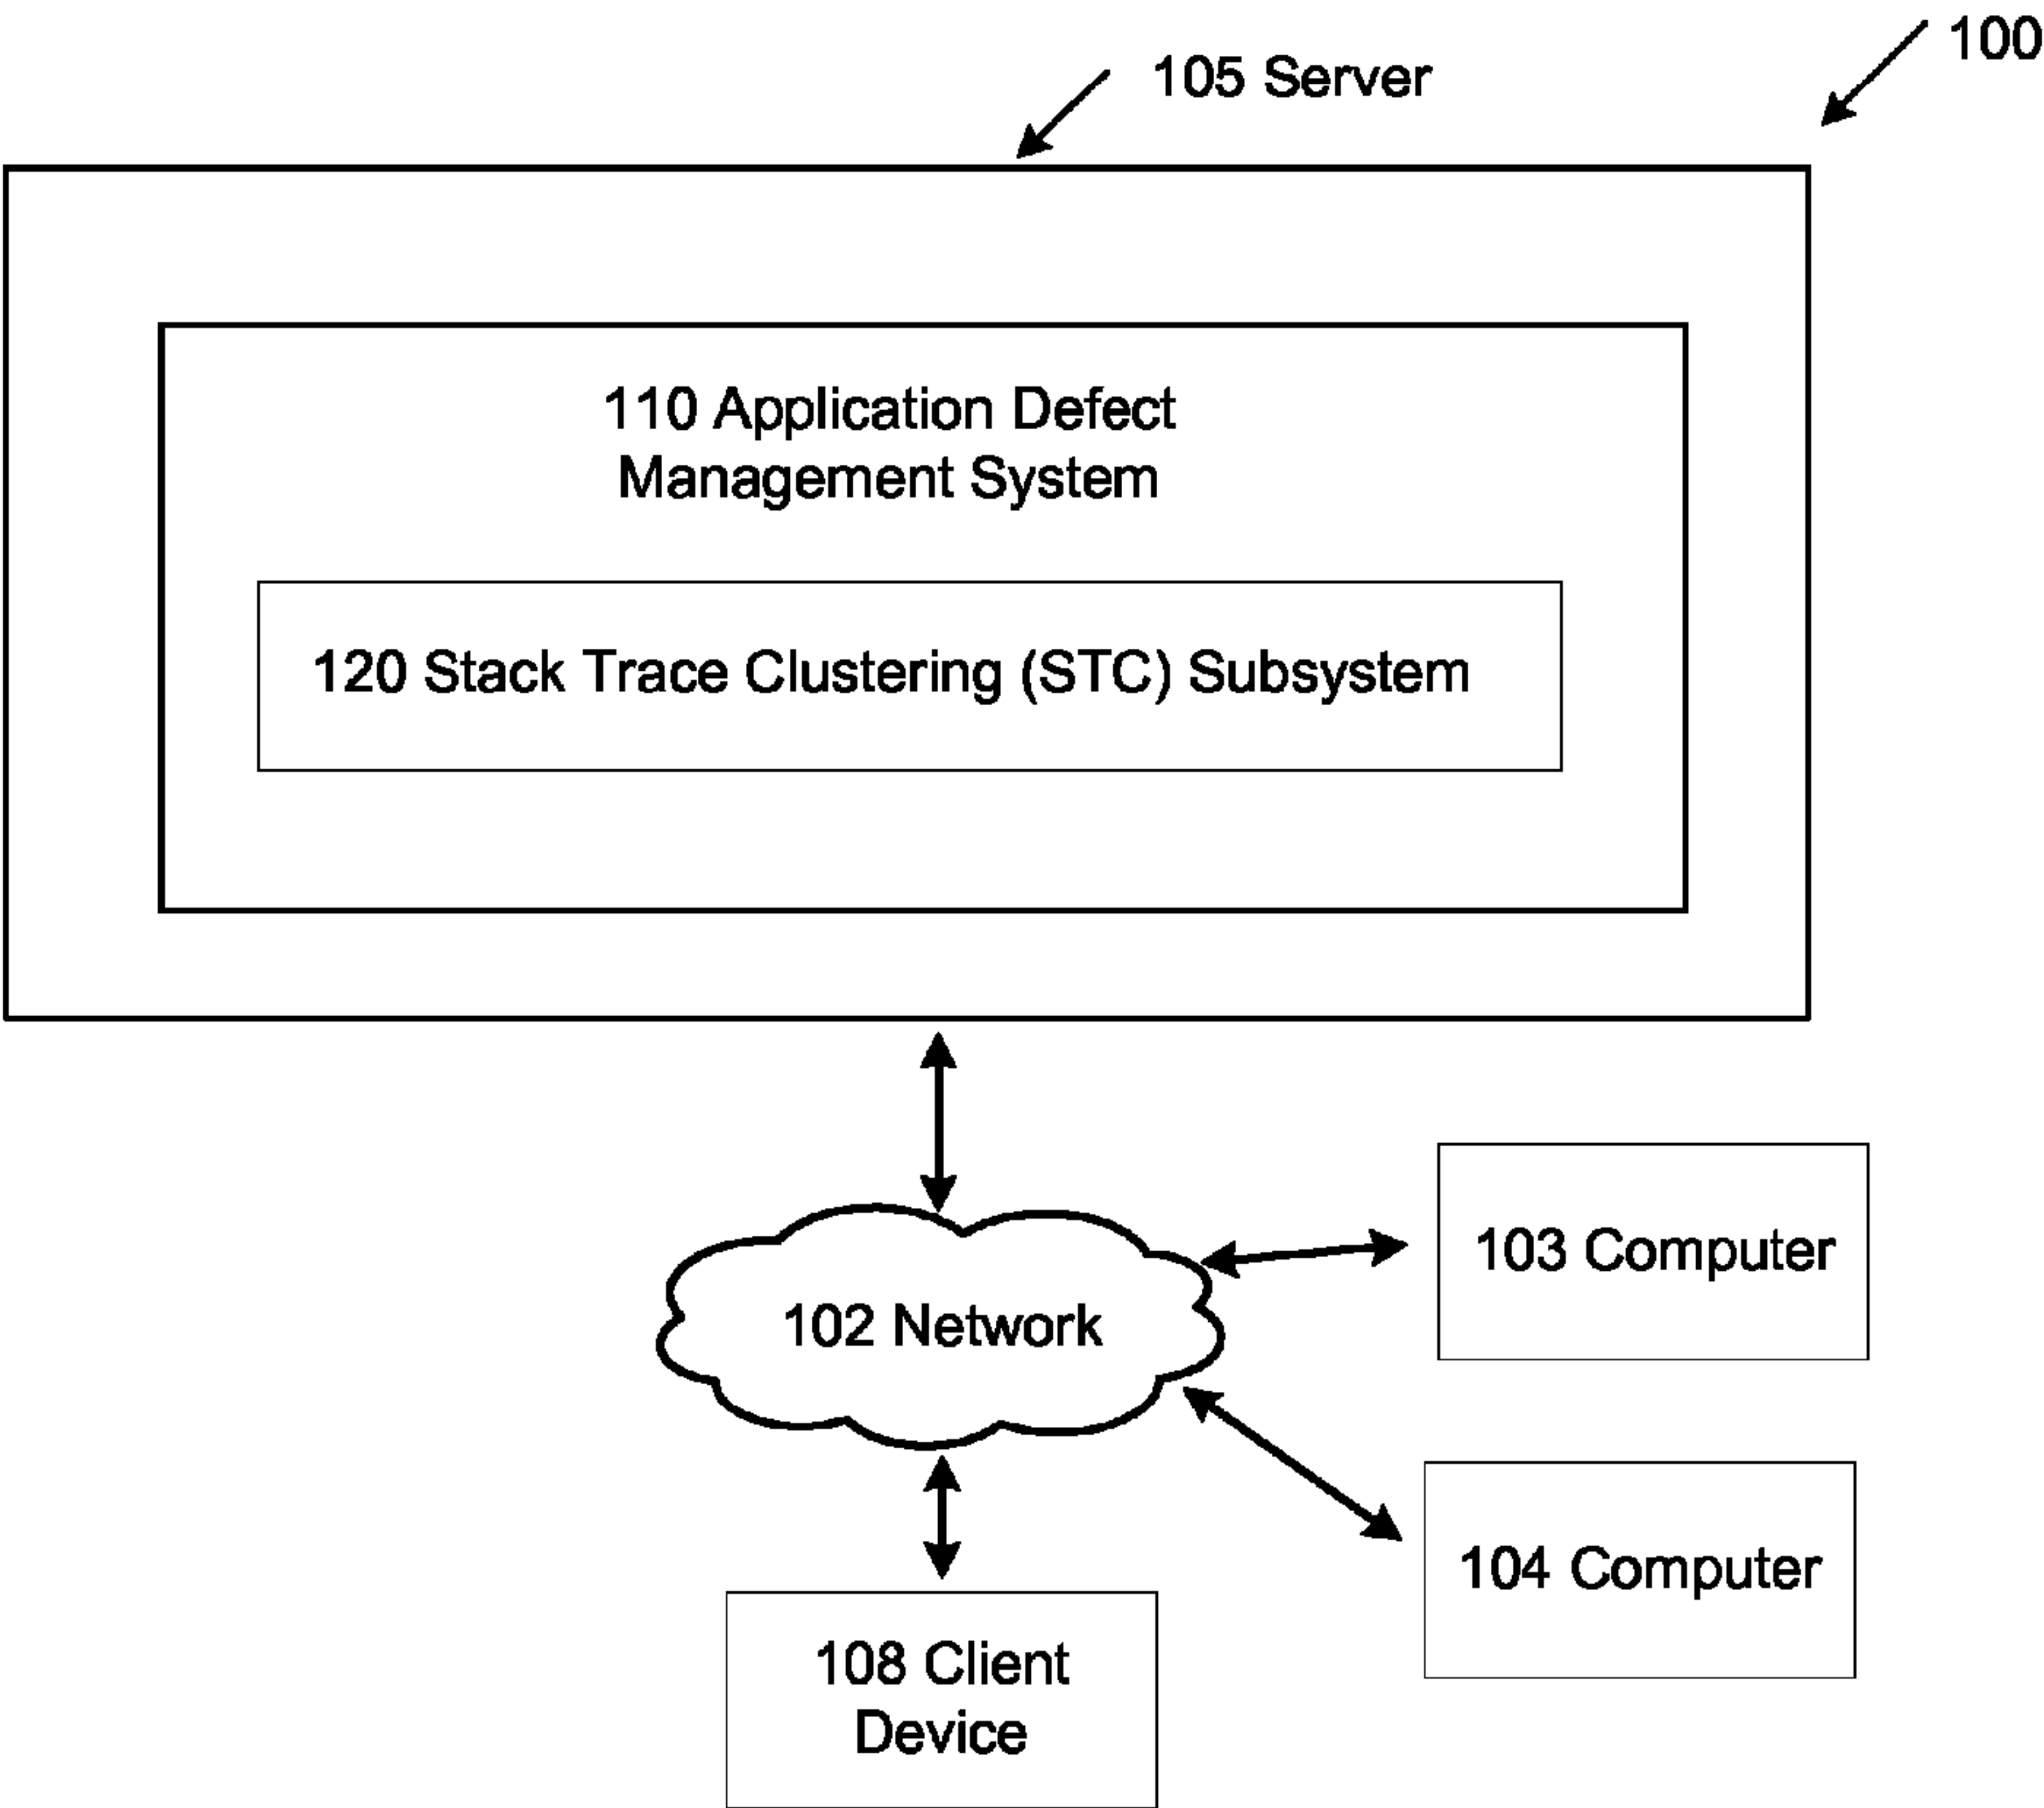 100
105 Server
110 Application Defect
Management System
120 Stack Trace Clustering (STC) Subsystem
103 Computer
102 Network
104 Computer
108 Client
Device